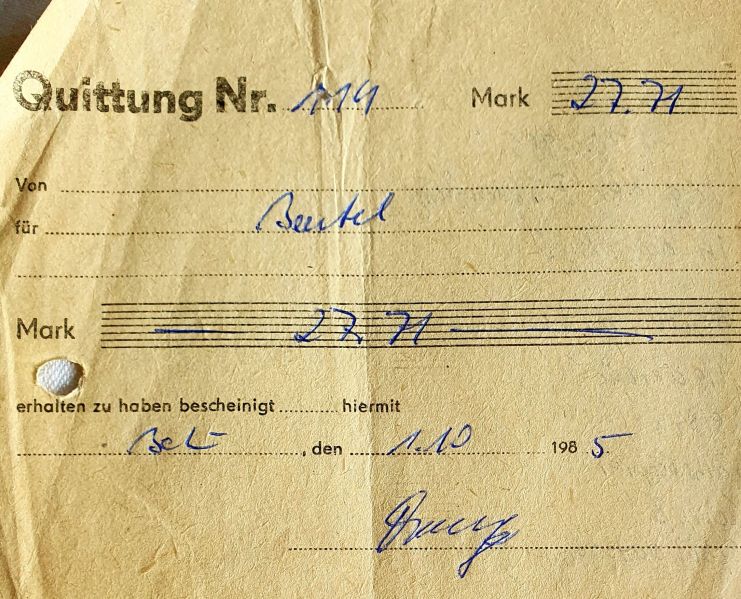 Quittung Nr. 114 Mark 27.71
Von
für Beutel
Mark — 27.71 —
erhalten zu haben bescheinigt .......... hiermit
, den 1.10 1985